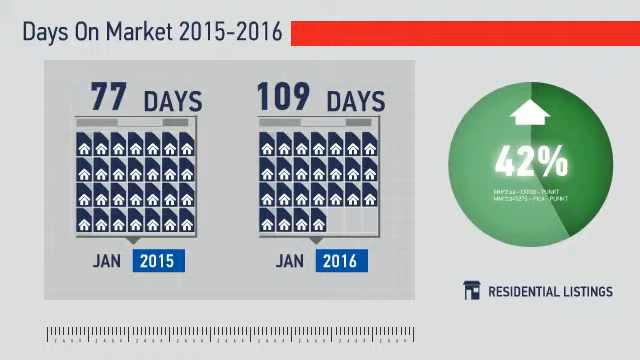 Days On Market 2015-2016
77 DAYS
109 DAYS
42%
JAN 2015
JAN 2016
RESIDENTIAL LISTINGS